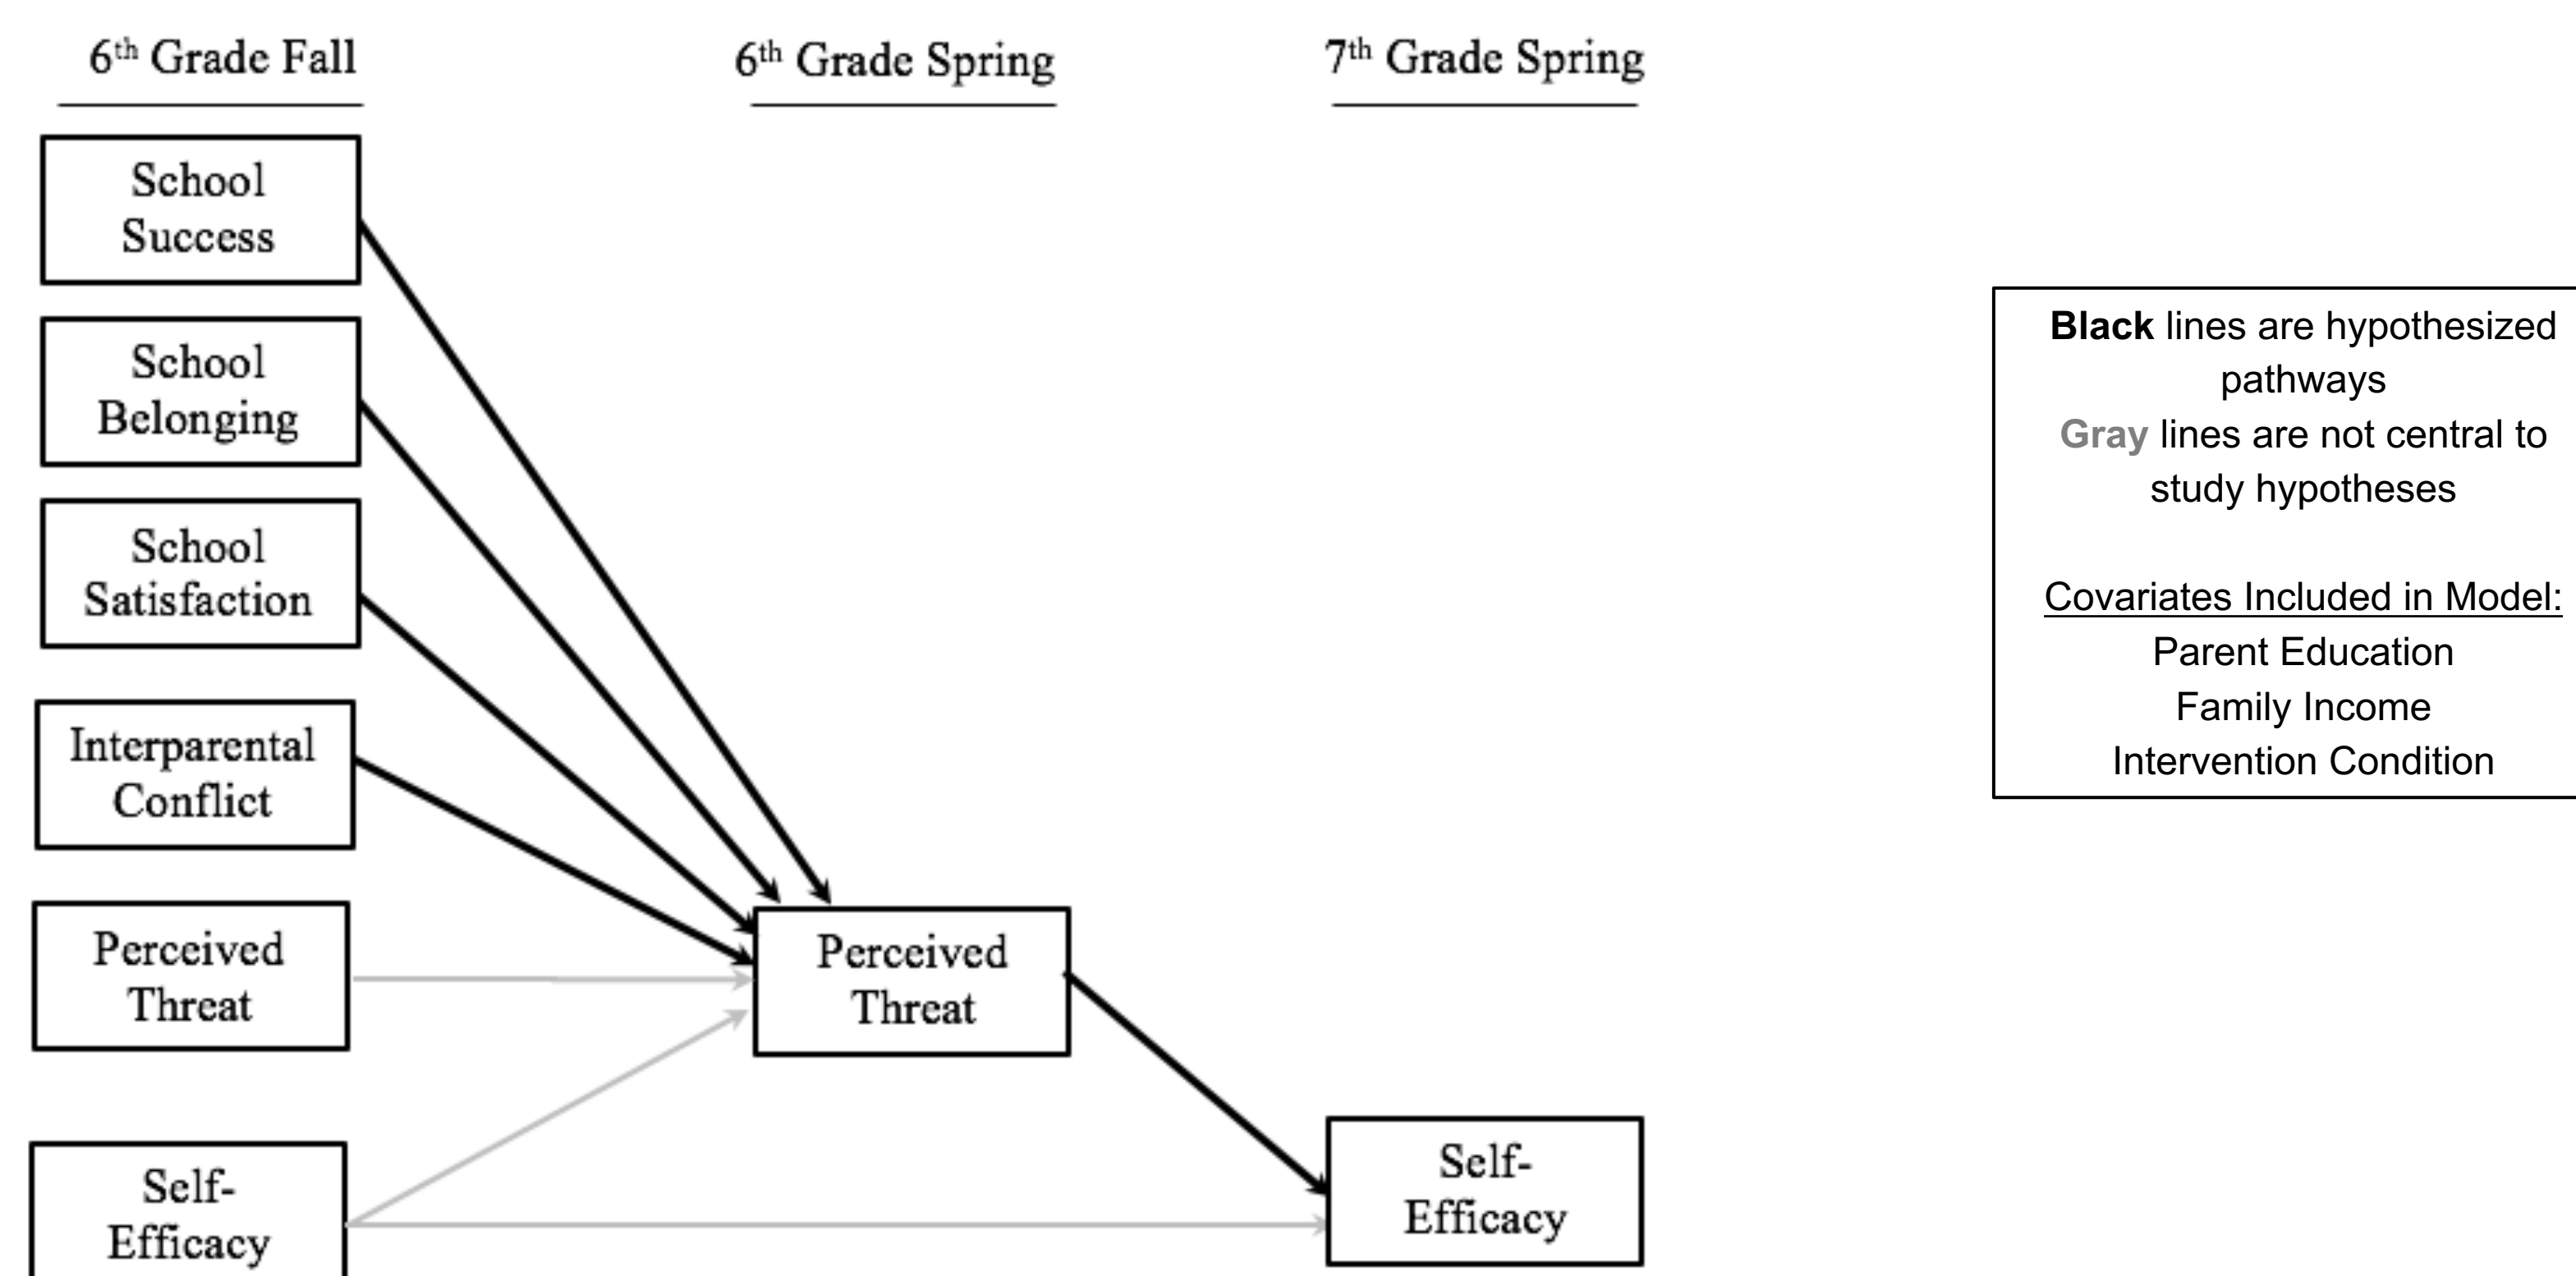 6th Grade Fall
6th Grade Spring
7th Grade Spring
School
Success
School
Belonging
School
Satisfaction
Interparental
Conflict
Perceived
Threat
Self-
Efficacy
Perceived
Threat
Self-
Efficacy
Black lines are hypothesized
pathways
Gray lines are not central to
study hypotheses
Covariates Included in Model:
Parent Education
Family Income
Intervention Condition